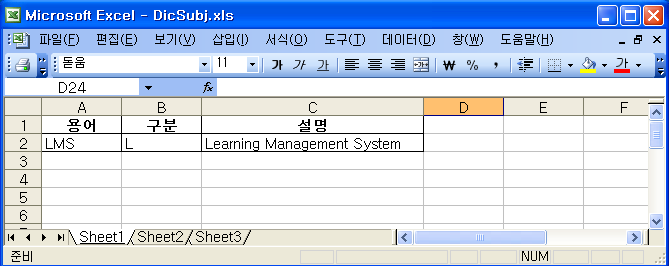 Microsoft Excel - DicSubj.xls
파일(F) 편집(E) 보기(V) 삽입(I) 서식(O) 도구(T) 데이터(D) 창(W) 도움말(H)
돋움 11 가 가 가 ₩ % , 가
D24 fx
A B C D E F
1 용어 구분 설명
2 LMS L Learning Management System
3
4
5
6
Sheet1 Sheet2 Sheet3
준비 NUM